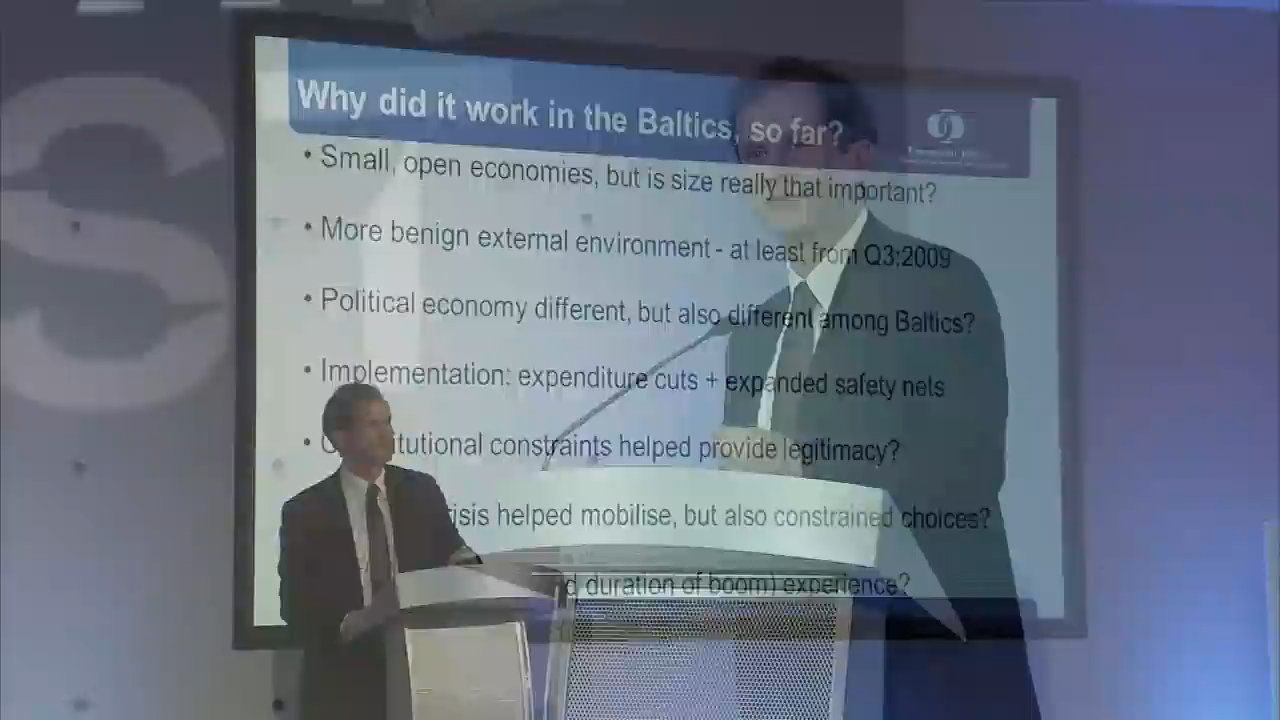 S
Why did it work in the Baltics, so far?
• Small, open economies, but is size really that important?
• More benign external environment - at least from Q3:2009
• Political economy different, but also different among Baltics?
• Implementation: expenditure cuts + expanded safety nets
• constraints helped provide legitimacy?
helped mobilise, but also constrained choices?
duration of boom) experience?